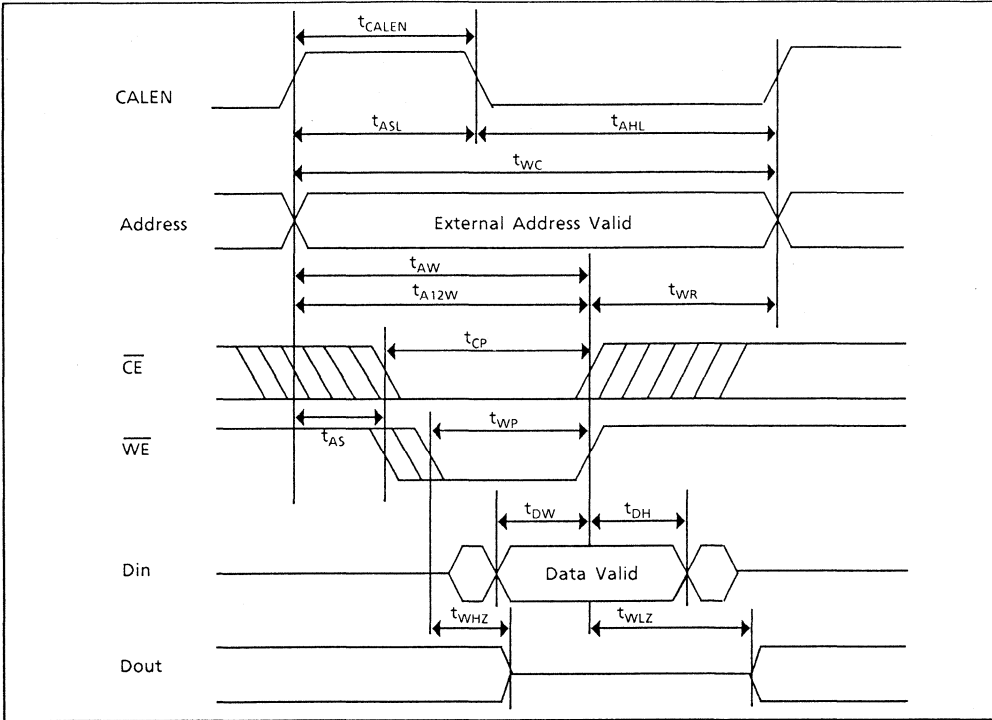 tCALEN
CALEN
tASL
tAHL
tWC
Address
External Address Valid
tAW
tA12W
tWR
CE
tCP
tAS
tWP
WE
tDW
tDH
Din
Data Valid
tWHZ
tWLZ
Dout